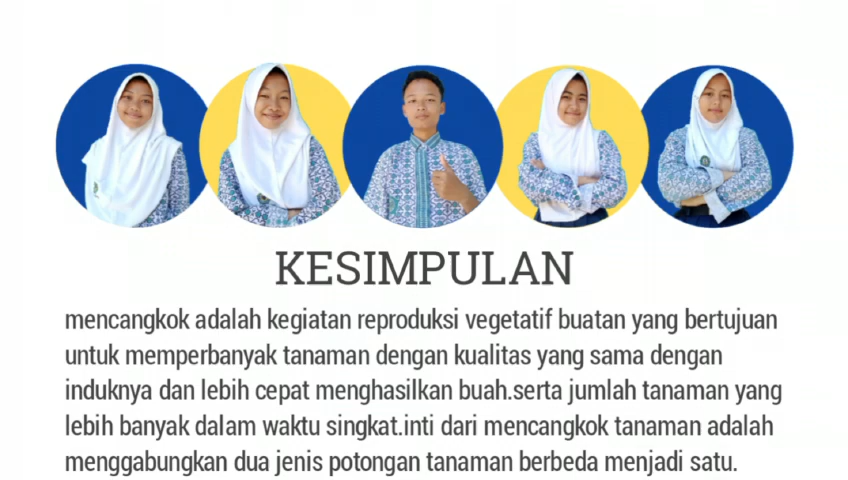 KESIMPULAN
mencangkok adalah kegiatan reproduksi vegetatif buatan yang bertujuan
untuk memperbanyak tanaman dengan kualitas yang sama dengan
induknya dan lebih cepat menghasilkan buah.serta jumlah tanaman yang
lebih banyak dalam waktu singkat.inti dari mencangkok tanaman adalah
menggabungkan dua jenis potongan tanaman berbeda menjadi satu.